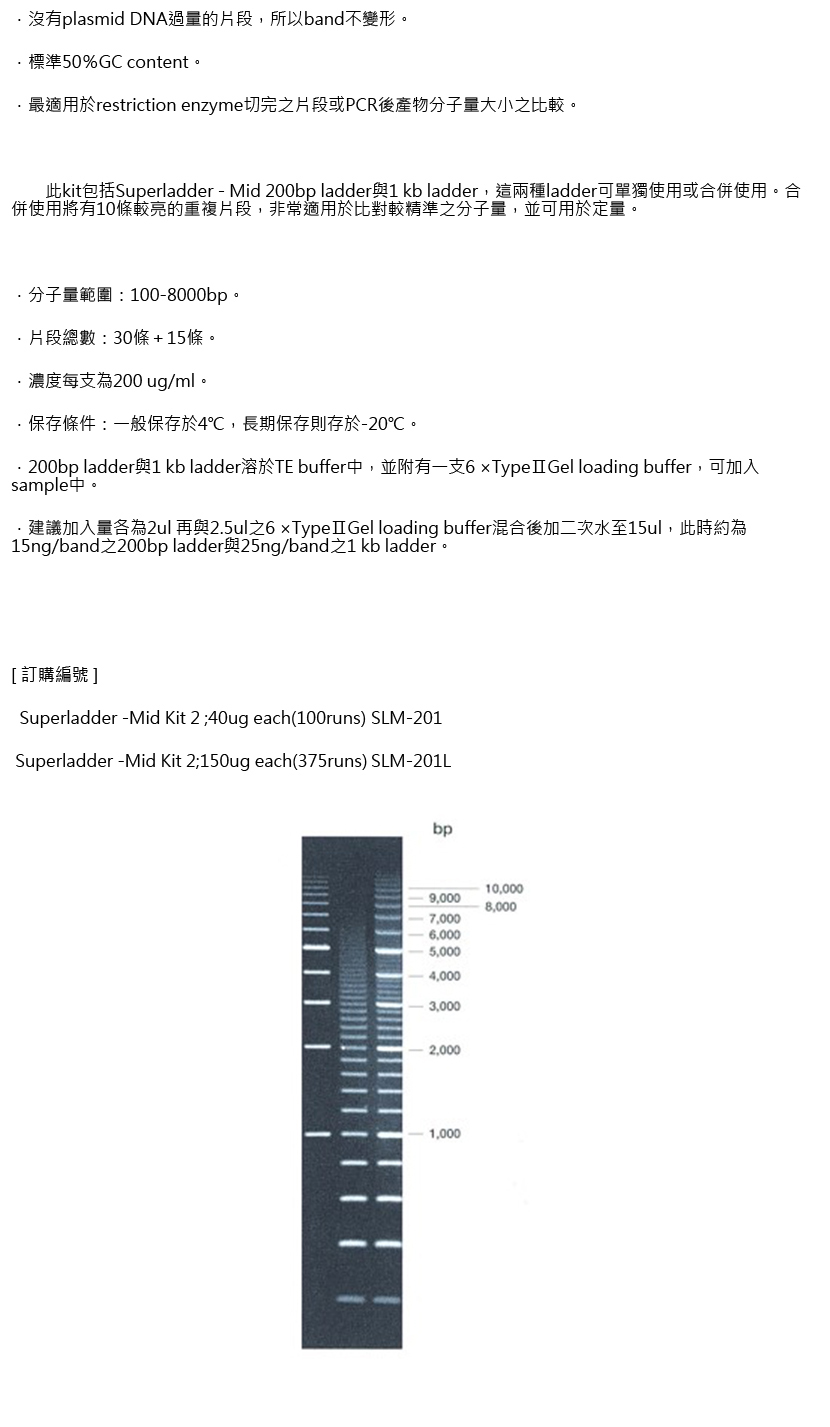 ．沒有plasmid DNA過量的片段，所以band不變形。
．標準50%GC content。
．最適用於restriction enzyme切完之片段或PCR後產物分子量大小之比較。
此kit包括Superladder - Mid 200bp ladder與1 kb ladder，這兩種ladder可單獨使用或合併使用。合
併使用將有10條較亮的重複片段，非常適用於比對較精準之分子量，並可用於定量。
．分子量範圍：100-8000bp。
．片段總數：30條＋15條。
．濃度每支為200 ug/ml。
．保存條件：一般保存於4℃，長期保存則存於-20℃。
．200bp ladder與1 kb ladder溶於TE buffer中，並附有一支6 ×TypeⅡGel loading buffer，可加入
sample中。
．建議加入量各為2ul 再與2.5ul之6 ×TypeⅡGel loading buffer混合後加二次水至15ul，此時約為
15ng/band之200bp ladder與25ng/band之1 kb ladder。
[ 訂購編號 ]
Superladder -Mid Kit 2 ;40ug each(100runs) SLM-201
Superladder -Mid Kit 2;150ug each(375runs) SLM-201L
bp
10,000
9,000
8,000
7,000
6,000
5,000
4,000
3,000
2,000
1,000